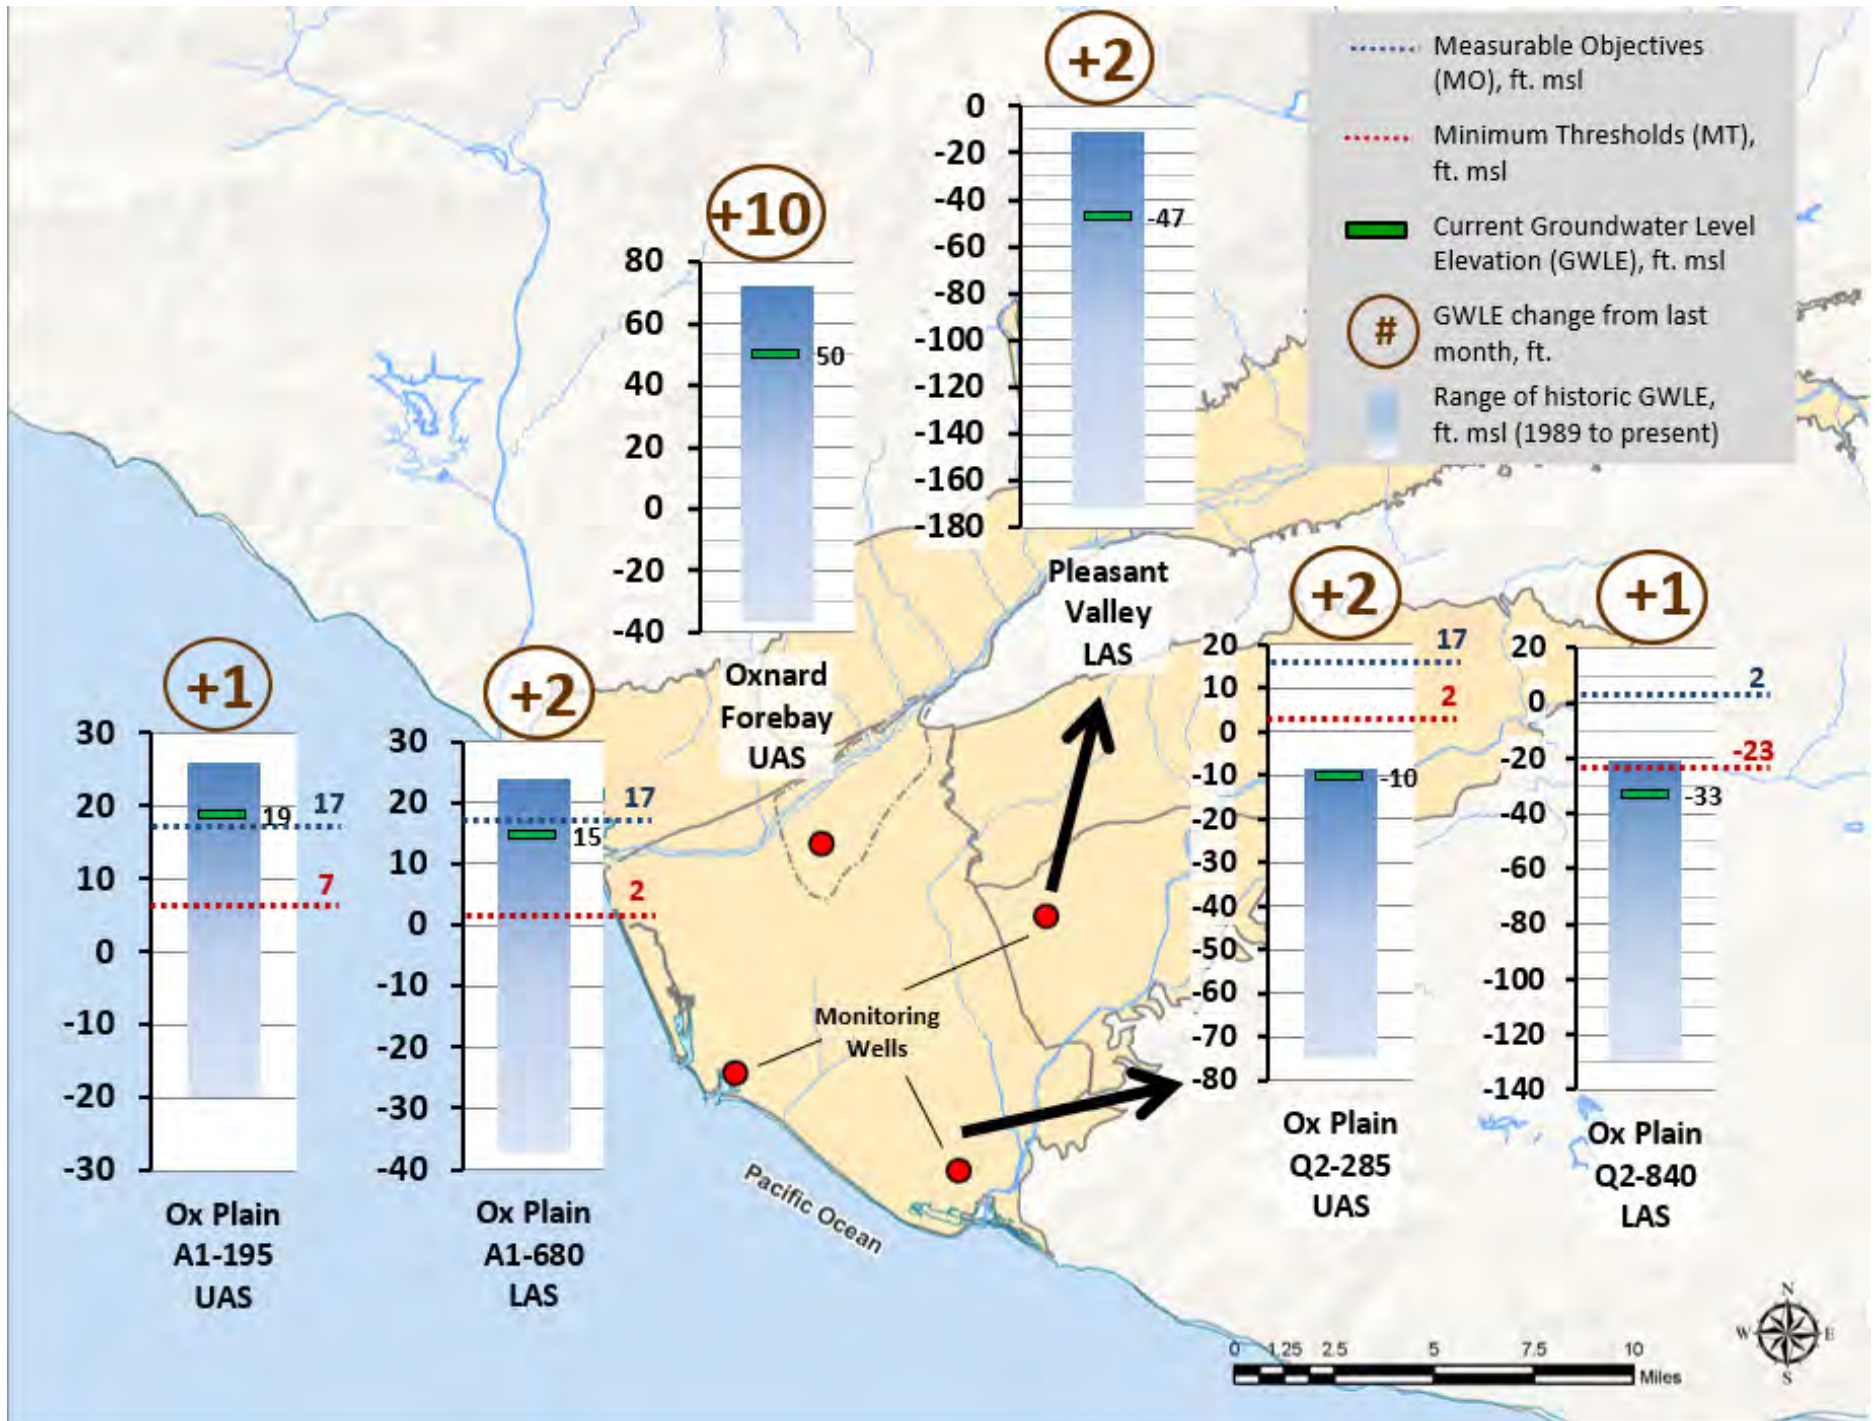 Measurable Objectives
(MO), ft. msl
Minimum Thresholds (MT),
ft. msl
Current Groundwater Level
Elevation (GWLE), ft. msl
#
GWLE change from last
month, ft.
Range of historic GWLE,
ft. msl (1989 to present)
+2
0
-20
-40
-60
-80
-100
-120
-140
-160
-180
-47
Pleasant
Valley
LAS
+10
80
60
40
20
0
-20
-40
50
Oxnard
Forebay
UAS
+1
30
20
10
0
-10
-20
-30
19
17
7
Ox Plain
A1-195
UAS
+2
30
20
10
0
-10
-20
-30
-40
17
15
2
Ox Plain
A1-680
LAS
+2
20
10
0
-10
-20
-30
-40
-50
-60
-70
-80
17
2
-10
Ox Plain
Q2-285
UAS
+1
20
0
-20
-40
-60
-80
-100
-120
-140
2
-23
-33
Ox Plain
Q2-840
LAS
Monitoring
Wells
Pacific Ocean
N
W E
S
0 1.25 2.5 5 7.5 10
Miles